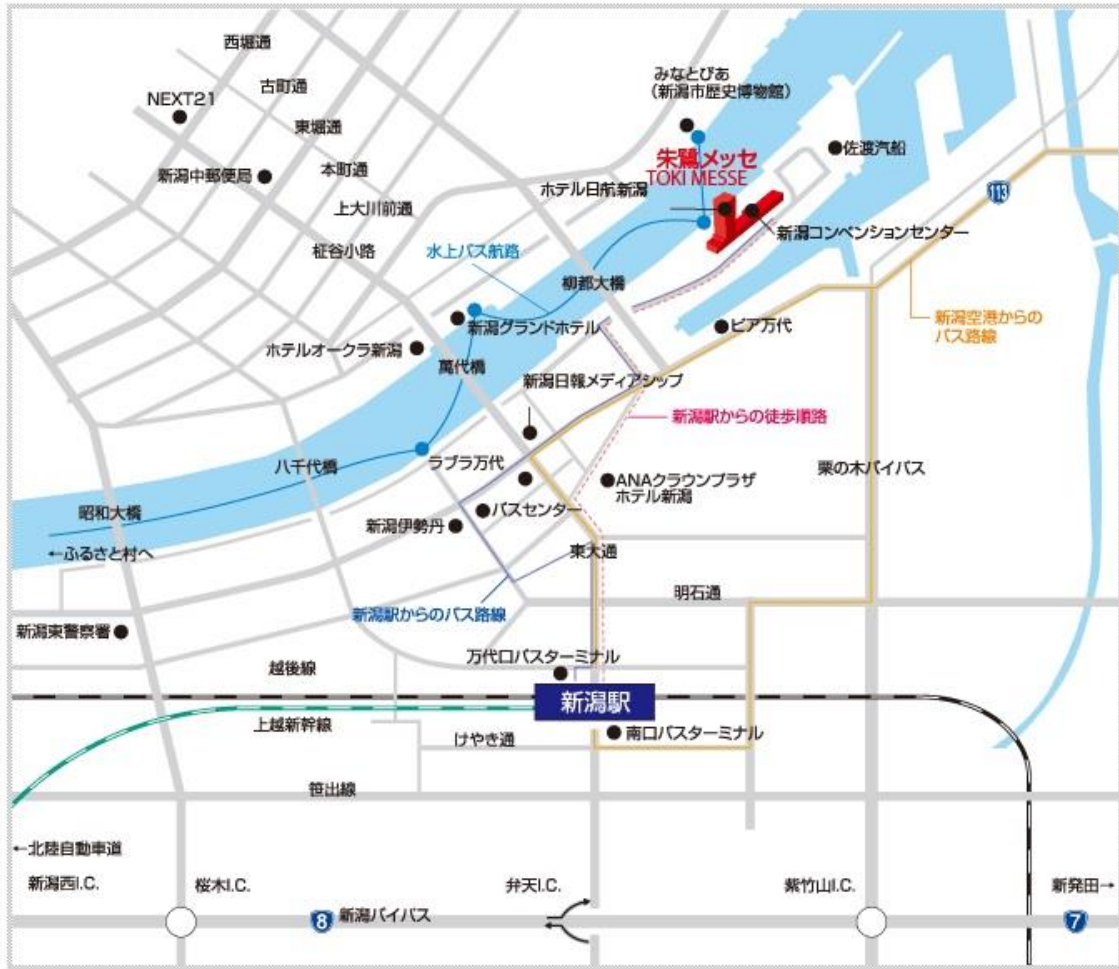 西堀通
古町通
NEXT21
東堀通
新潟中郵便局
本町通
上大川前通
柾谷小路
みなとぴあ
（新潟市歴史博物館）
朱鷺メッセ
TOKI MESSE
佐渡汽船
ホテル日航新潟
113
新潟コンベンションセンター
水上バス航路
柳都大橋
新潟グランドホテル
ピア万代
新潟空港からの
バス路線
ホテルオークラ新潟
萬代橋
新潟日報メディアシップ
新潟駅からの徒歩順路
八千代橋
ラブラ万代
栗の木バイパス
ANAクラウンプラザ
ホテル新潟
昭和大橋
バスセンター
新潟伊勢丹
←ふるさと村へ
東大通
新潟駅からのバス路線
明石通
新潟東警察署
越後線
万代口バスターミナル
新潟駅
上越新幹線
けやき通
南口バスターミナル
笹出線
←北陸自動車道
新潟西I.C.
桜木I.C.
弁天I.C.
紫竹山I.C.
新発田→
8
新潟バイパス
7